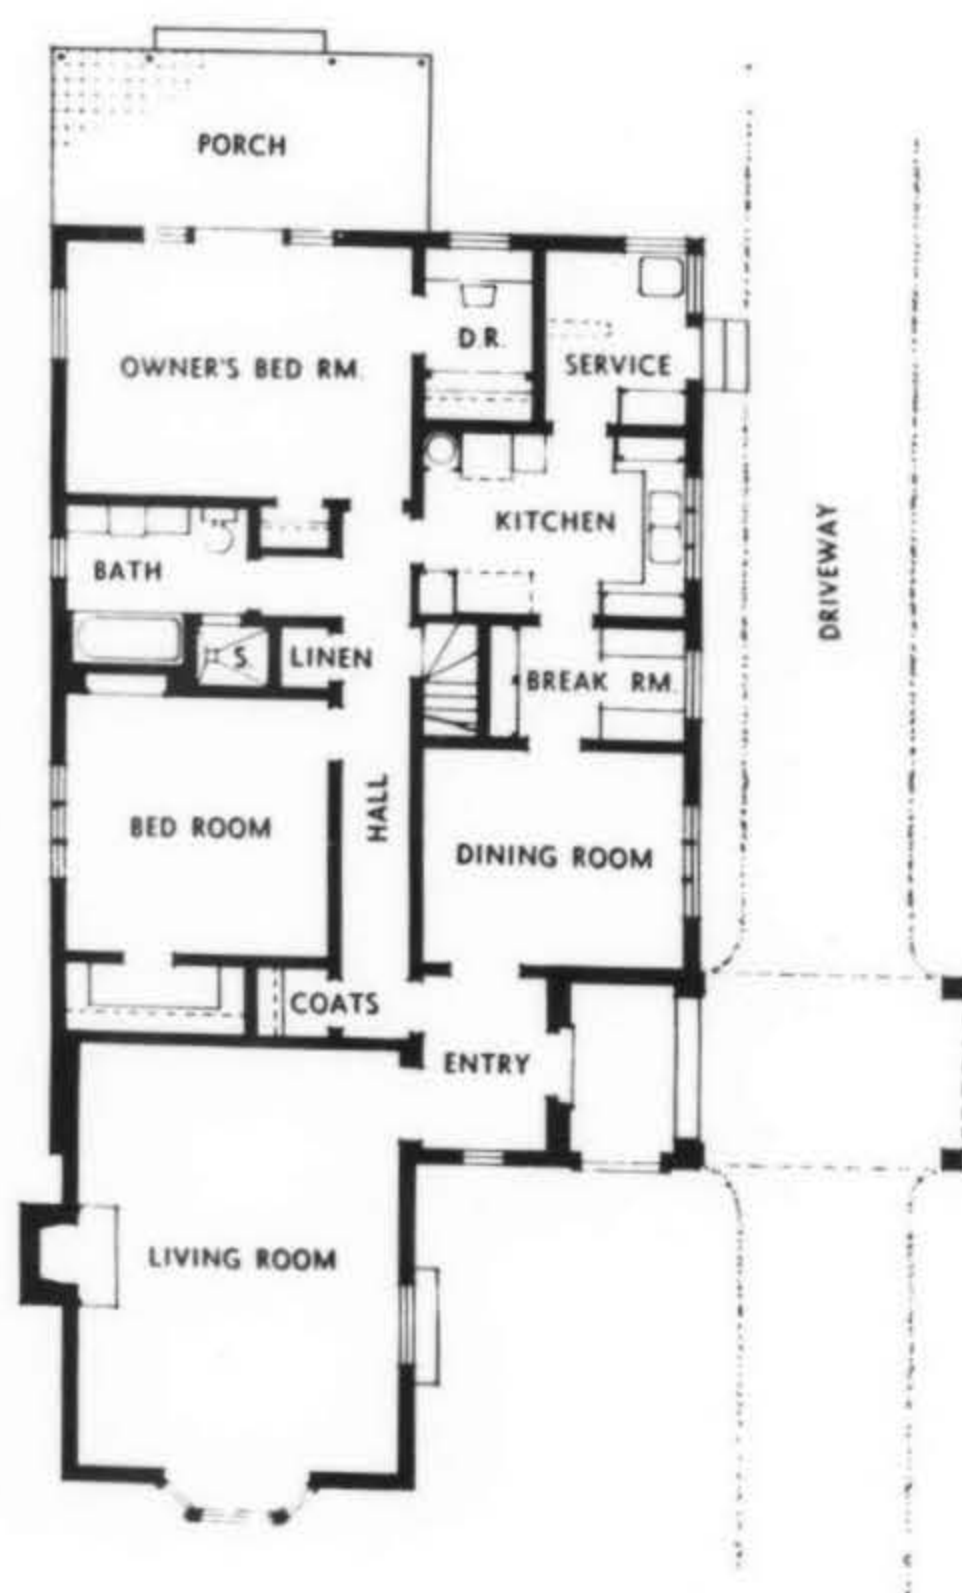 PORCH
D.R.
OWNER'S BED RM.
SERVICE
KITCHEN
BATH
DRIVEWAY
S.
LINEN
BREAK RM.
HALL
BED ROOM
DINING ROOM
COATS
ENTRY
LIVING ROOM